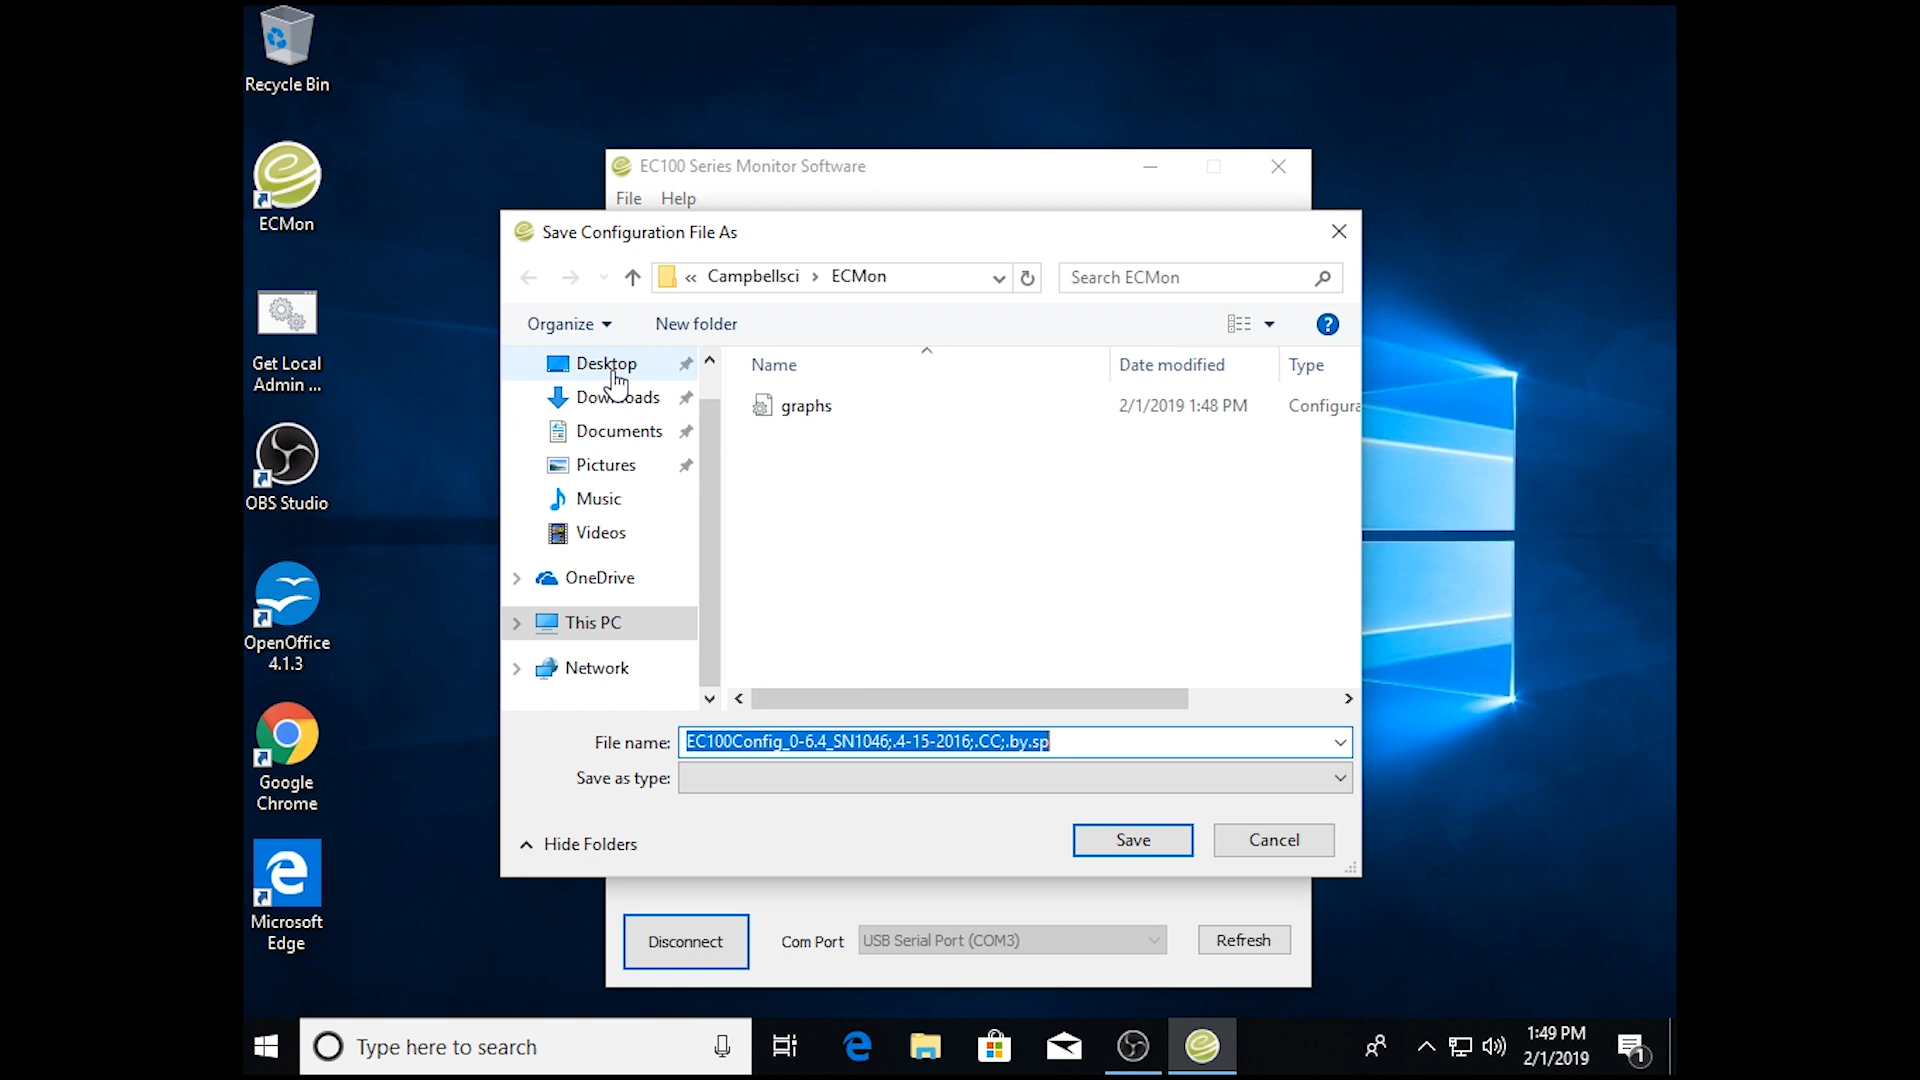 Recycle Bin
ECMon
Get Local
Admin ...
OBS Studio
OpenOffice
4.1.3
Google
Chrome
Microsoft
Edge
EC100 Series Monitor Software
File Help
Save Configuration File As
« Campbellsci › ECMon
Search ECMon
Organize New folder
?
Desktop
Downloads
Documents
Pictures
Music
Videos
OneDrive
This PC
Network
Name Date modified Type
graphs 2/1/2019 1:48 PM Configura
File name: EC100Config_0-6.4_SN1046;.4-15-2016;.CC;.by.sp
Save as type:
Hide Folders
Save Cancel
Disconnect Com Port USB Serial Port (COM3) Refresh
Type here to search
1:49 PM
2/1/2019
1